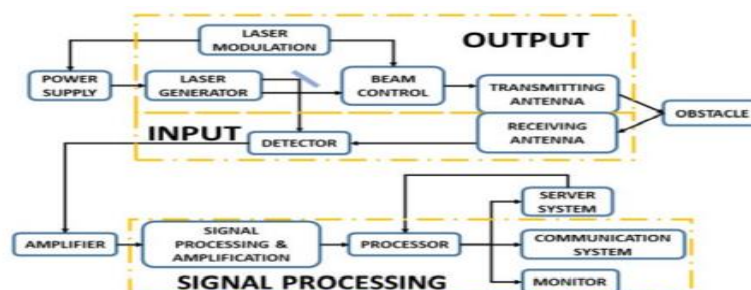 LASER
MODULATION
OUTPUT
POWER
SUPPLY
LASER
GENERATOR
BEAM
CONTROL
TRANSMITTING
ANTENNA
OBSTACLE
INPUT
DETECTOR
RECEIVING
ANTENNA
SERVER
SYSTEM
AMPLIFIER
SIGNAL
PROCESSING &
AMPLIFICATION
PROCESSOR
COMMUNICATION
SYSTEM
MONITOR
SIGNAL PROCESSING